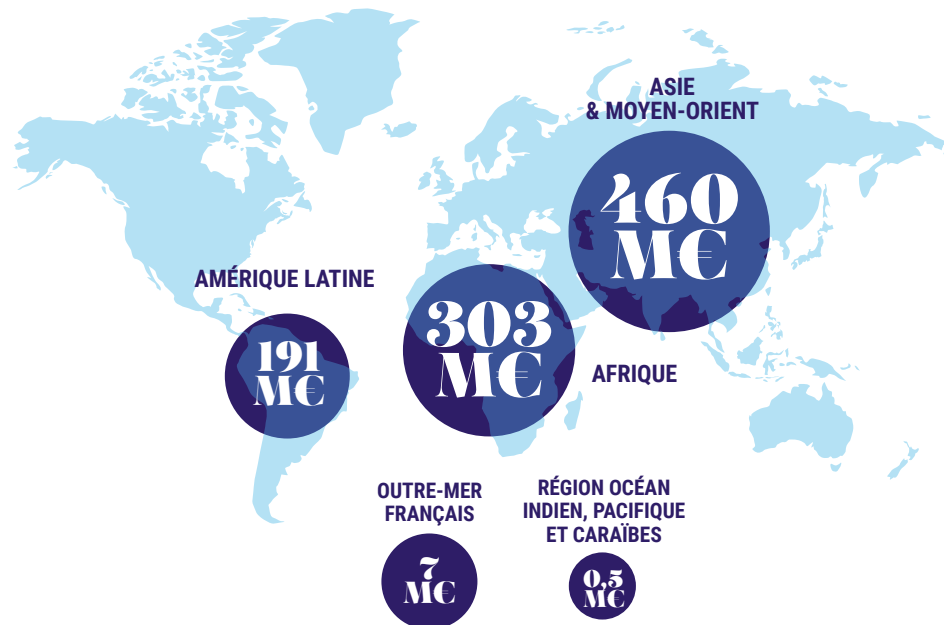 ASIE
& MOYEN-ORIENT
460
M€
AMÉRIQUE LATINE
191
M€
303
M€
AFRIQUE
OUTRE-MER
FRANÇAIS
7
M€
RÉGION OCÉAN
INDIEN, PACIFIQUE
ET CARAÏBES
0,5
M€